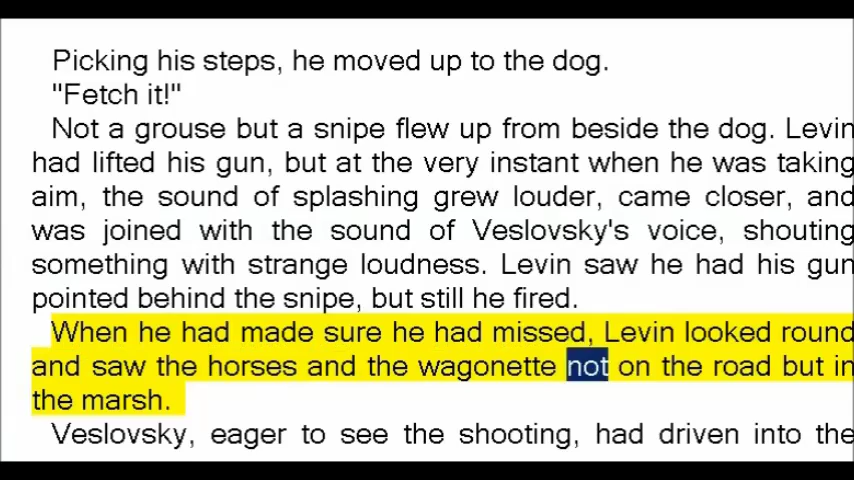 Picking his steps, he moved up to the dog.
"Fetch it!"
Not a grouse but a snipe flew up from beside the dog. Levin
had lifted his gun, but at the very instant when he was taking
aim, the sound of splashing grew louder, came closer, and
was joined with the sound of Veslovsky's voice, shouting
something with strange loudness. Levin saw he had his gun
pointed behind the snipe, but still he fired.
When he had made sure he had missed, Levin looked round
and saw the horses and the wagonette not on the road but in
the marsh.
Veslovsky, eager to see the shooting, had driven into the